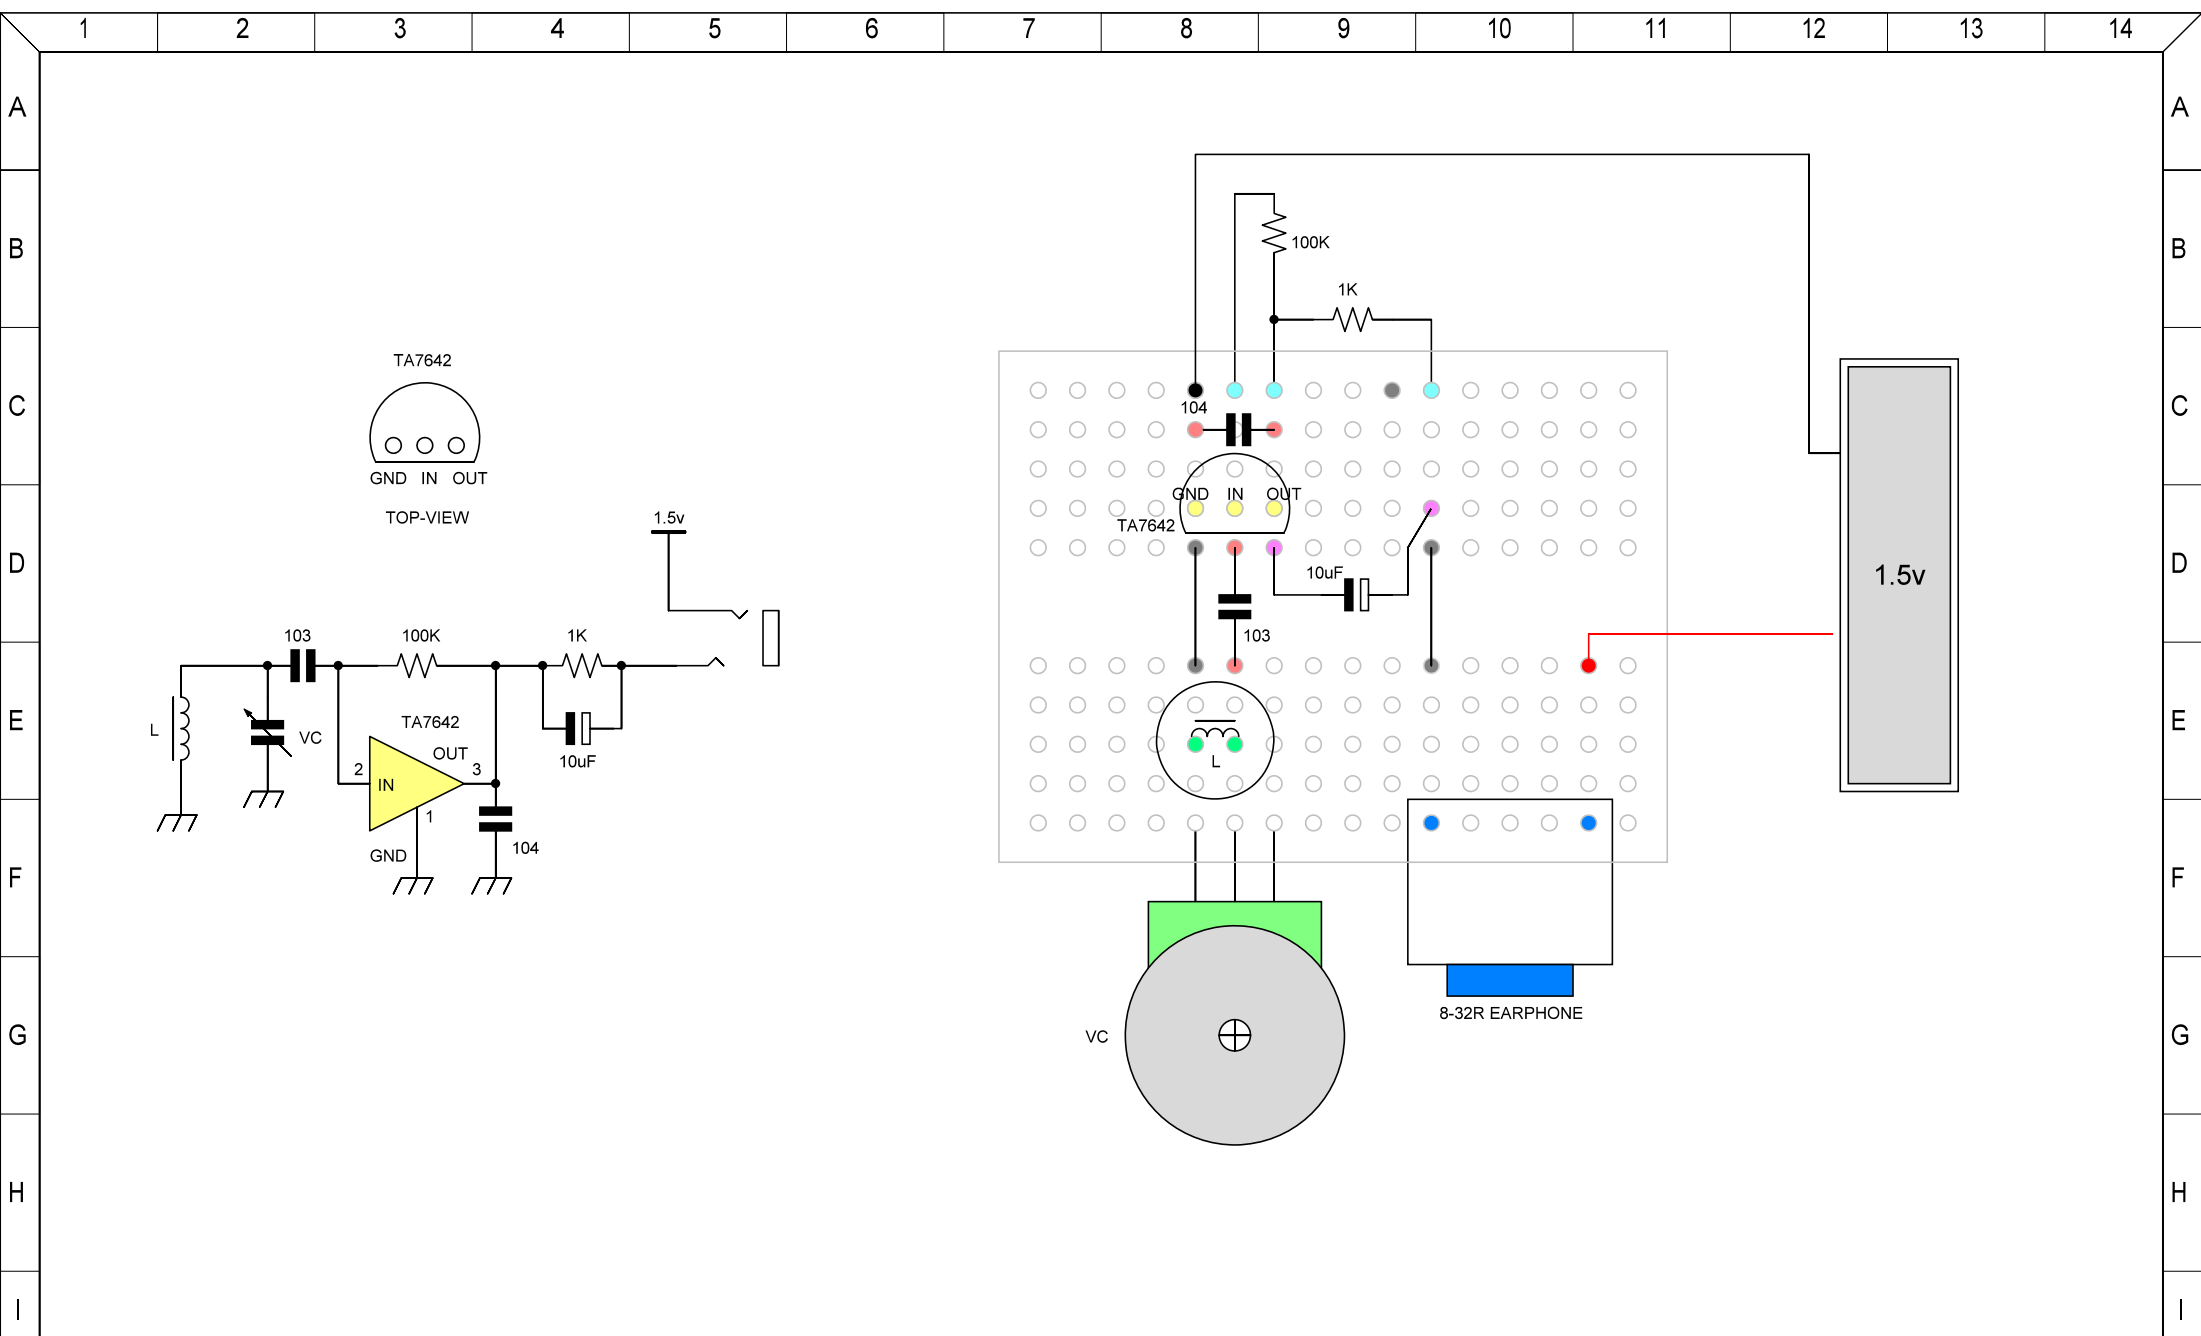 1 2 3 4 5 6 7 8 9 10 11 12 13 14
A A
B B
C C
D D
E E
F F
G G
H H
I I
TA7642
GND IN OUT
TOP-VIEW
1.5v
103
100K
1K
L
VC
TA7642
OUT
10uF
2
IN
3
1
GND
104
100K
1K
104
GND IN OUT
TA7642
10uF
103
L
1.5v
8-32R EARPHONE
VC